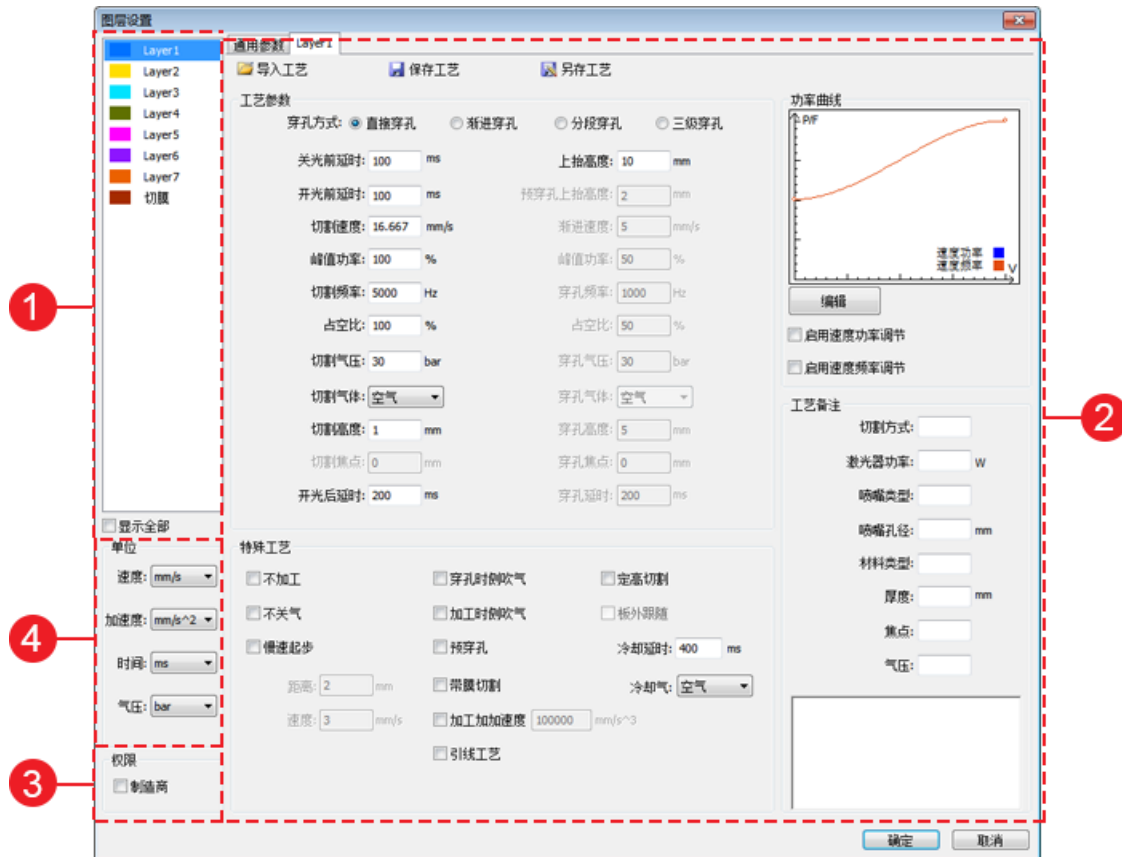 图层设置
Layer1
Layer2
Layer3
Layer4
Layer5
Layer6
Layer7
切膜
显示全部
单位
速度: mm/s
加速度: mm/s^2
时间: ms
气压: bar
权限
制造商
通用参数 Layer1
导入工艺 保存工艺 另存工艺
工艺参数
穿孔方式: 直接穿孔 渐进穿孔 分段穿孔 三级穿孔
关光前延时: 100 ms 上抬高度: 10 mm
开光前延时: 100 ms 预穿孔上抬高度: 2 mm
切割速度: 16.667 mm/s 渐进速度: 5 mm/s
峰值功率: 100 % 峰值功率: 50 %
切割频率: 5000 Hz 穿孔频率: 1000 Hz
占空比: 100 % 占空比: 50 %
切割气压: 30 bar 穿孔气压: 30 bar
切割气体: 空气 穿孔气体: 空气
切割高度: 1 mm 穿孔高度: 5 mm
切割焦点: 0 mm 穿孔焦点: 0 mm
开光后延时: 200 ms 穿孔延时: 200 ms
特殊工艺
不加工 穿孔时侧吹气 定高切割
不关气 加工时侧吹气 板外跟随
慢速起步 预穿孔 冷却延时: 400 ms
距离: 2 mm 带膜切割 冷却气: 空气
速度: 3 mm/s 加工加加速度 100000 mm/s^3
引线工艺
功率曲线
P/F
速度功率
速度频率
V
编辑
启用速度功率调节
启用速度频率调节
工艺备注
切割方式:
激光器功率: W
喷嘴类型:
喷嘴孔径: mm
材料类型:
厚度: mm
焦点:
气压:
确定 取消
1
2
3
4